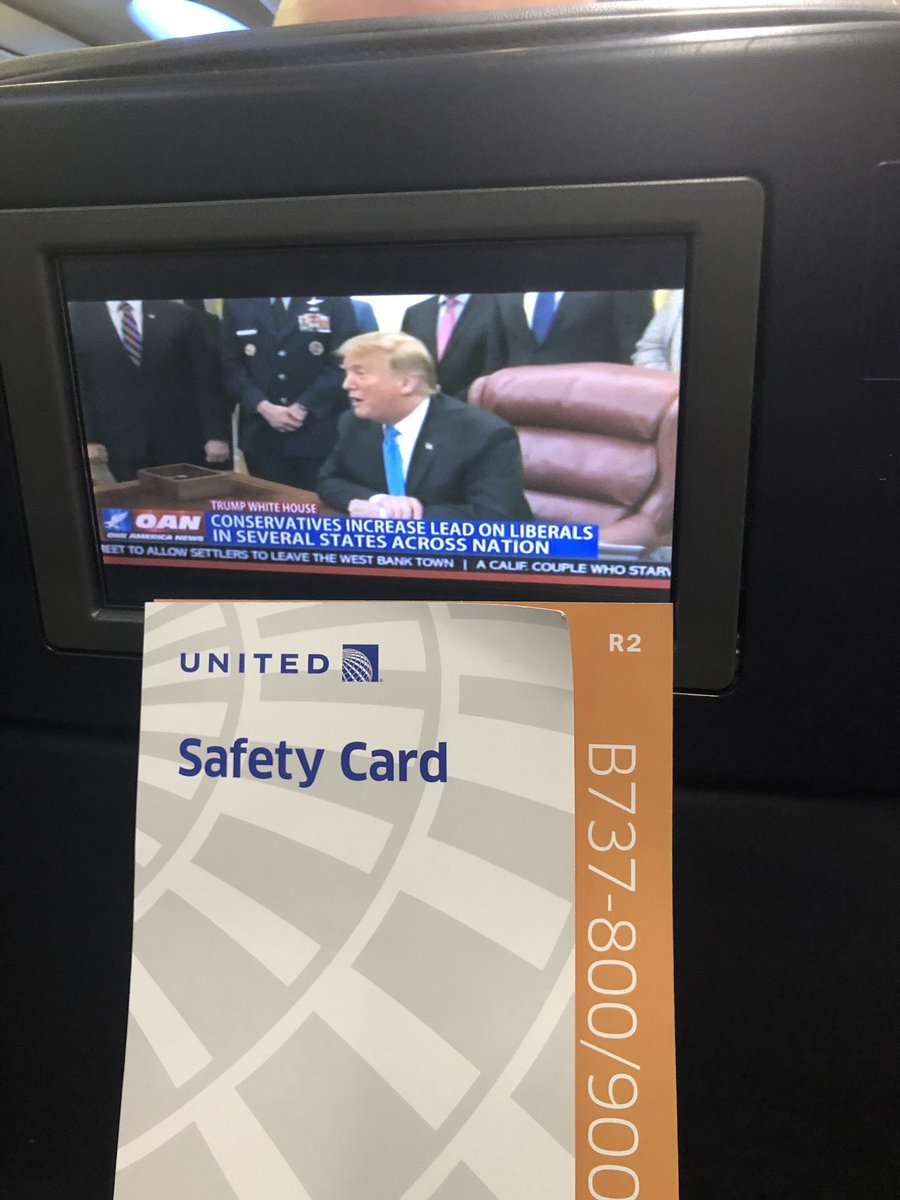 TRUMP WHITE HOUSE
OAN
ONE AMERICA NEWS
CONSERVATIVES INCREASE LEAD ON LIBERALS
IN SEVERAL STATES ACROSS NATION
EET TO ALLOW SETTLERS TO LEAVE THE WEST BANK TOWN | A CALIF. COUPLE WHO STARV
UNITED
R2
Safety Card
B737-800/900